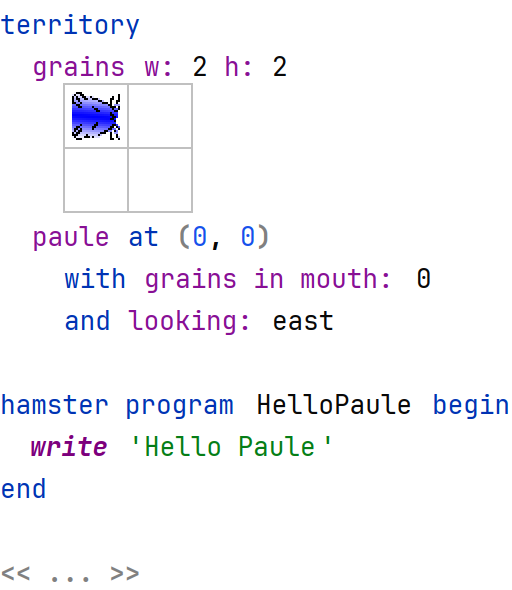 territory
grains w: 2 h: 2
paule at (0, 0)
with grains in mouth: 0
and looking: east
hamster program HelloPaule begin
write 'Hello Paule'
end
<< ... >>